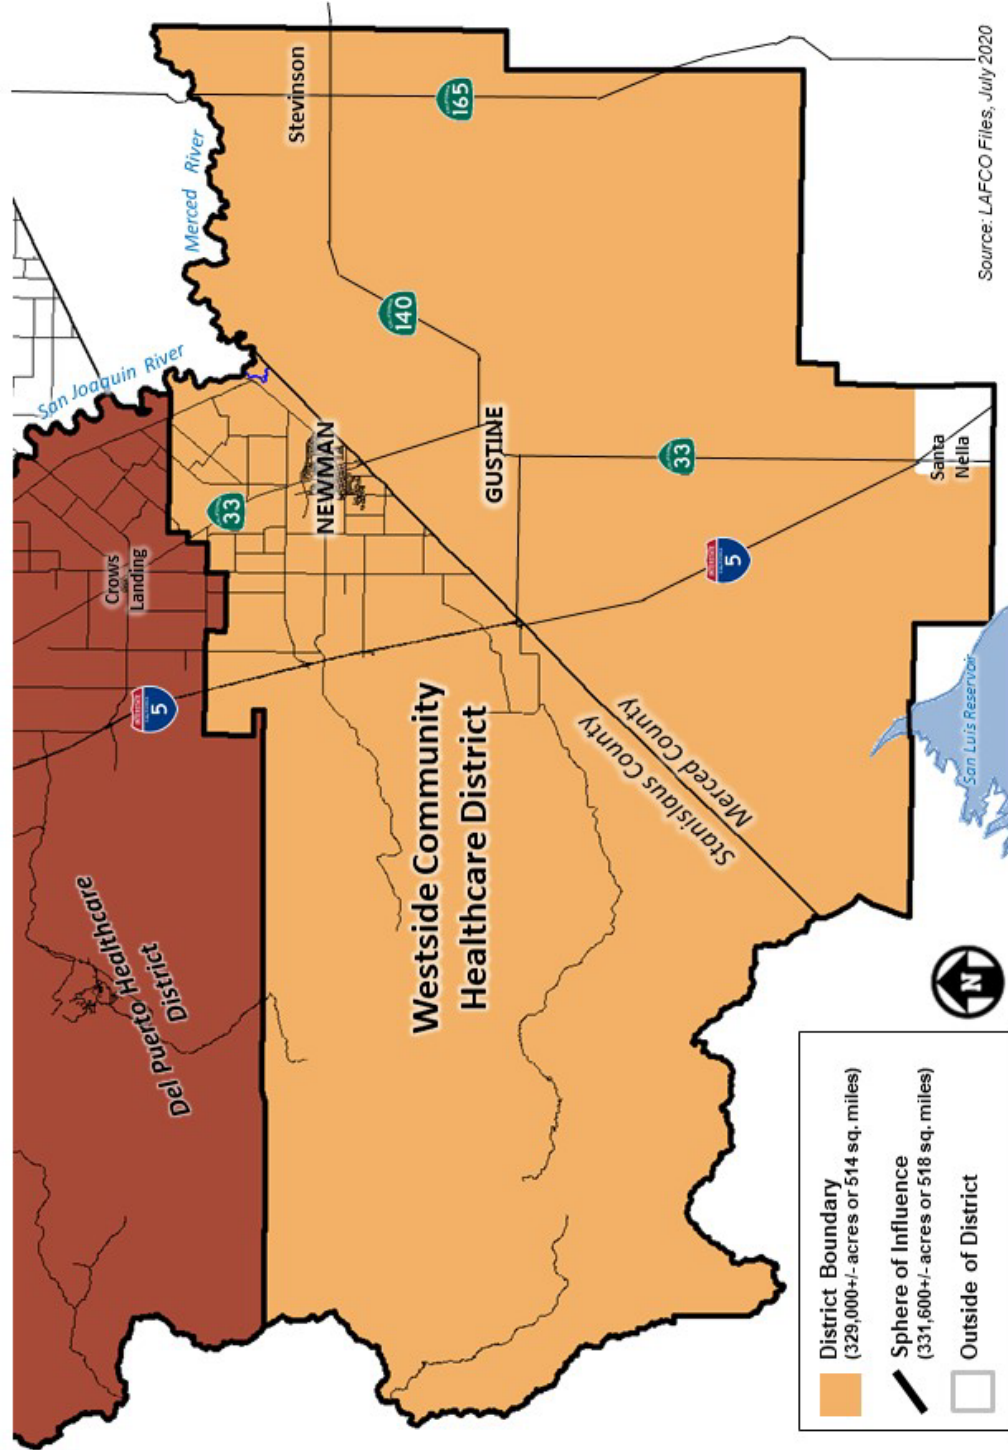 Merced River
San Joaquin River
Stevinson
165
140
33
NEWMAN
GUSTINE
33
Crows
Landing
5
5
Santa
Nella
Del Puerto Healthcare
District
Westside Community
Healthcare District
Stanislaus County
Merced County
San Luis Reservoir
N
District Boundary
(329,000+/- acres or 514 sq. miles)
Sphere of Influence
(331,600+/- acres or 518 sq. miles)
Outside of District
Source: LAFCO Files, July 2020